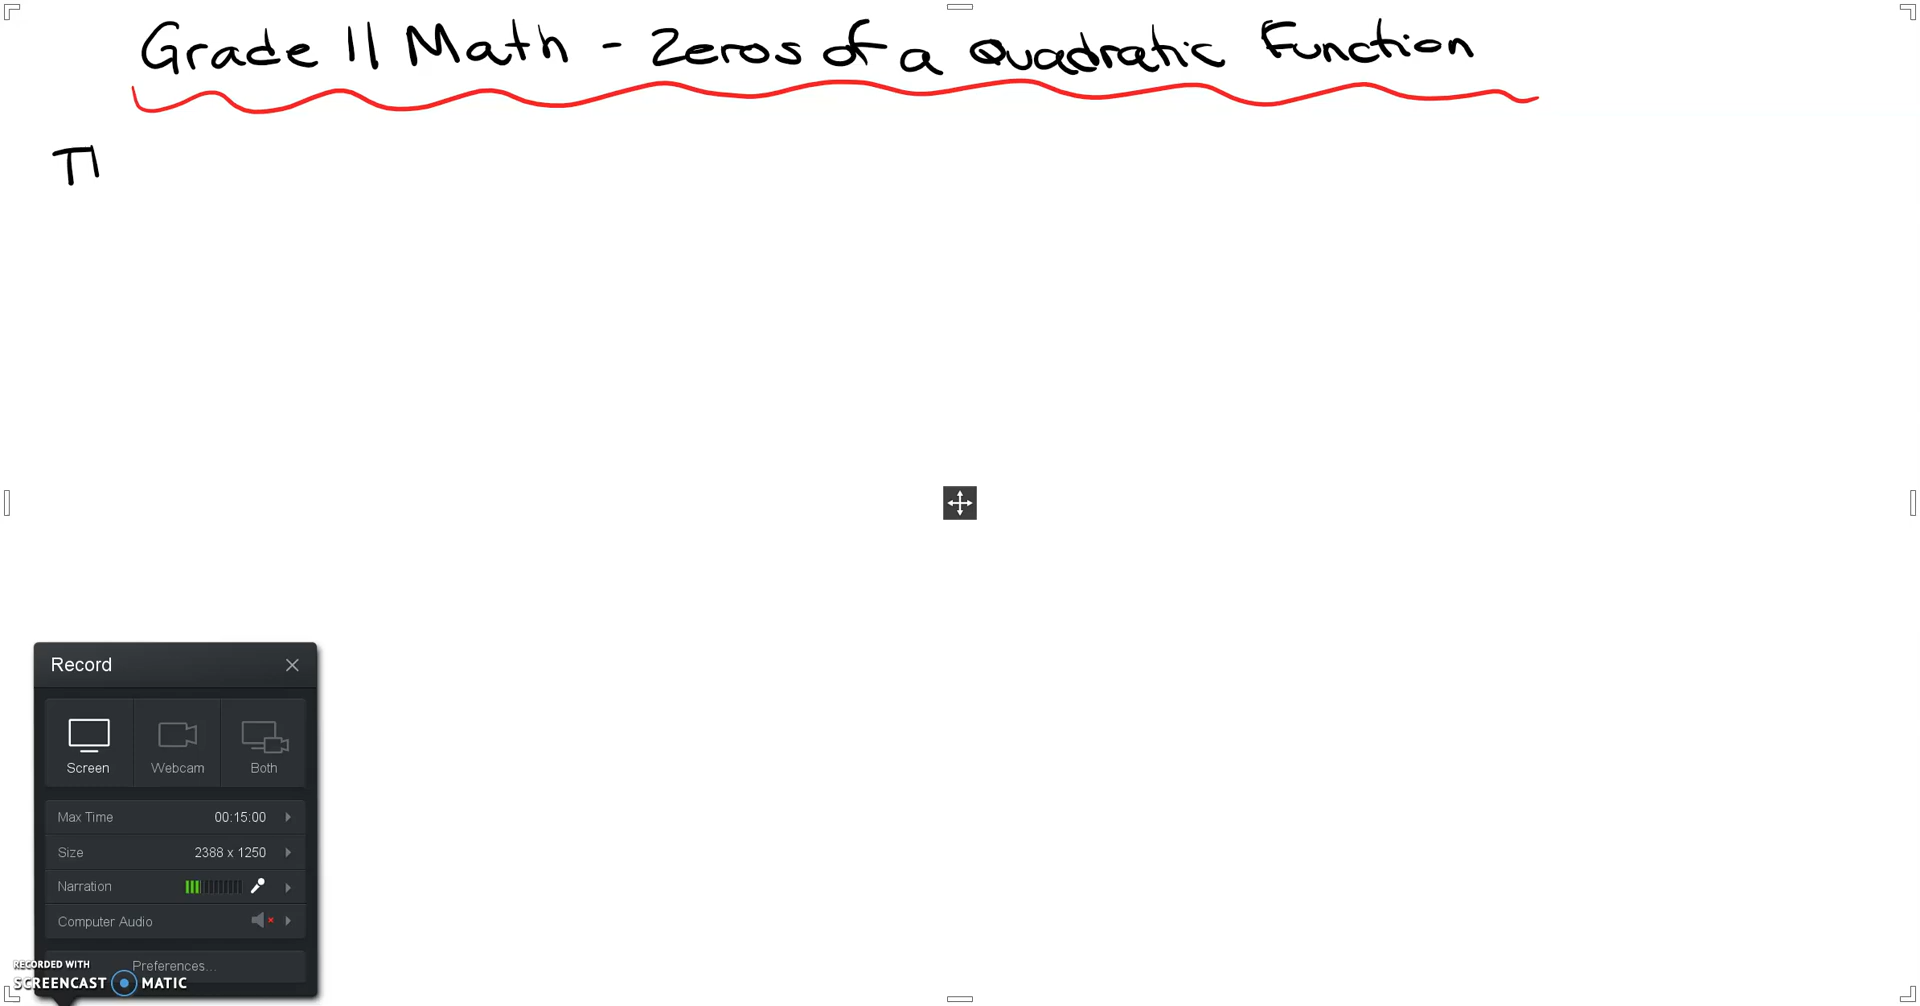 Grade 11 Math - Zeros of a Quadratic Function
Record
Screen Webcam Both
Max Time 00:15:00
Size 2388 x 1250
Narration
Computer Audio
Preferences...
RECORDED WITH
SCREENCAST MATIC